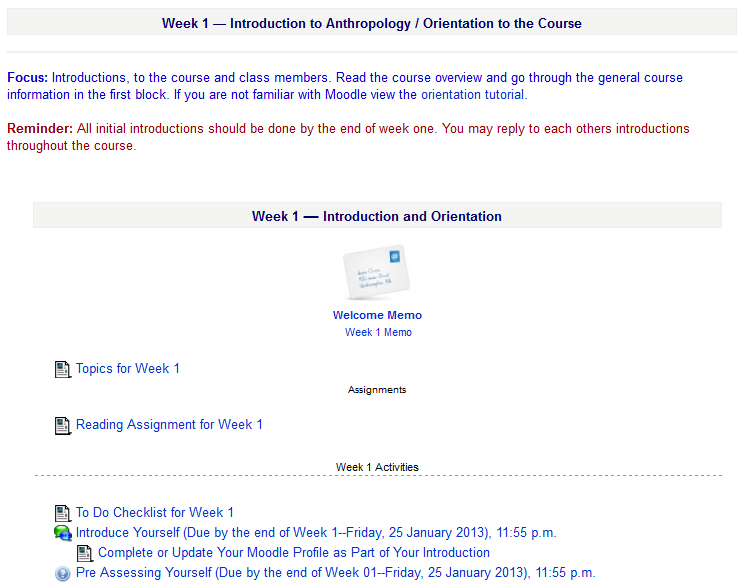 Week 1 — Introduction to Anthropology / Orientation to the Course
Focus: Introductions, to the course and class members. Read the course overview and go through the general course
information in the first block. If you are not familiar with Moodle view the orientation tutorial.
Reminder: All initial introductions should be done by the end of week one. You may reply to each others introductions
throughout the course.
Week 1 — Introduction and Orientation
Welcome Memo
Week 1 Memo
Topics for Week 1
Assignments
Reading Assignment for Week 1
Week 1 Activities
To Do Checklist for Week 1
Introduce Yourself (Due by the end of Week 1--Friday, 25 January 2013), 11:55 p.m.
Complete or Update Your Moodle Profile as Part of Your Introduction
Pre Assessing Yourself (Due by the end of Week 01--Friday, 25 January 2013), 11:55 p.m.